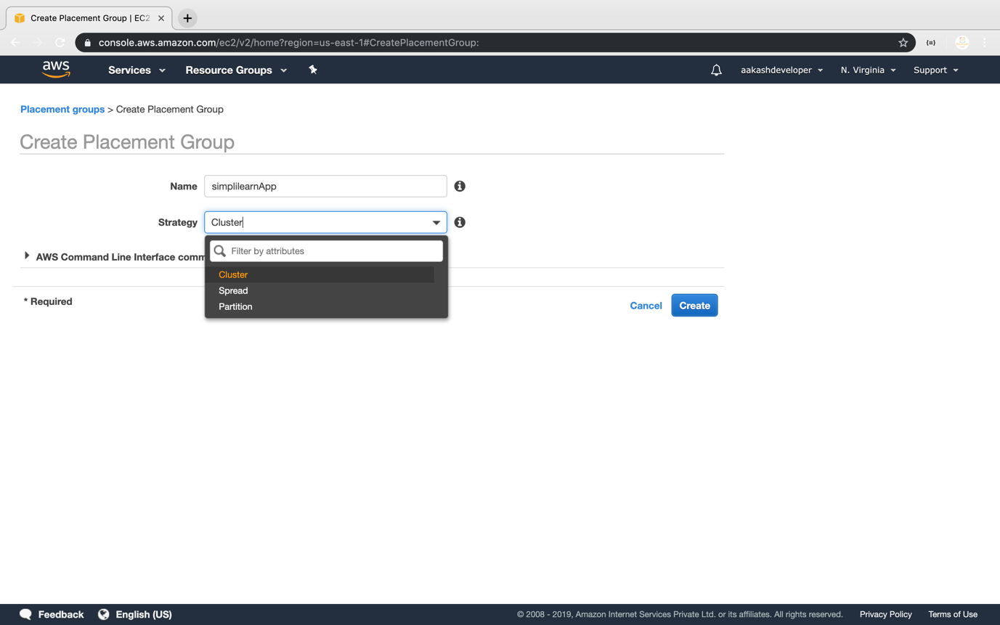 Create Placement Group | EC2
console.aws.amazon.com/ec2/v2/home?region=us-east-1#CreatePlacementGroup:
aws
Services
Resource Groups
aakashdeveloper
N. Virginia
Support
Placement groups > Create Placement Group
Create Placement Group
Name
simplilearnApp
Strategy
Cluster
Filter by attributes
AWS Command Line Interface comm
Cluster
Spread
Partition
* Required
Cancel
Create
Feedback
English (US)
© 2008 - 2019, Amazon Internet Services Private Ltd. or its affiliates. All rights reserved.
Privacy Policy
Terms of Use